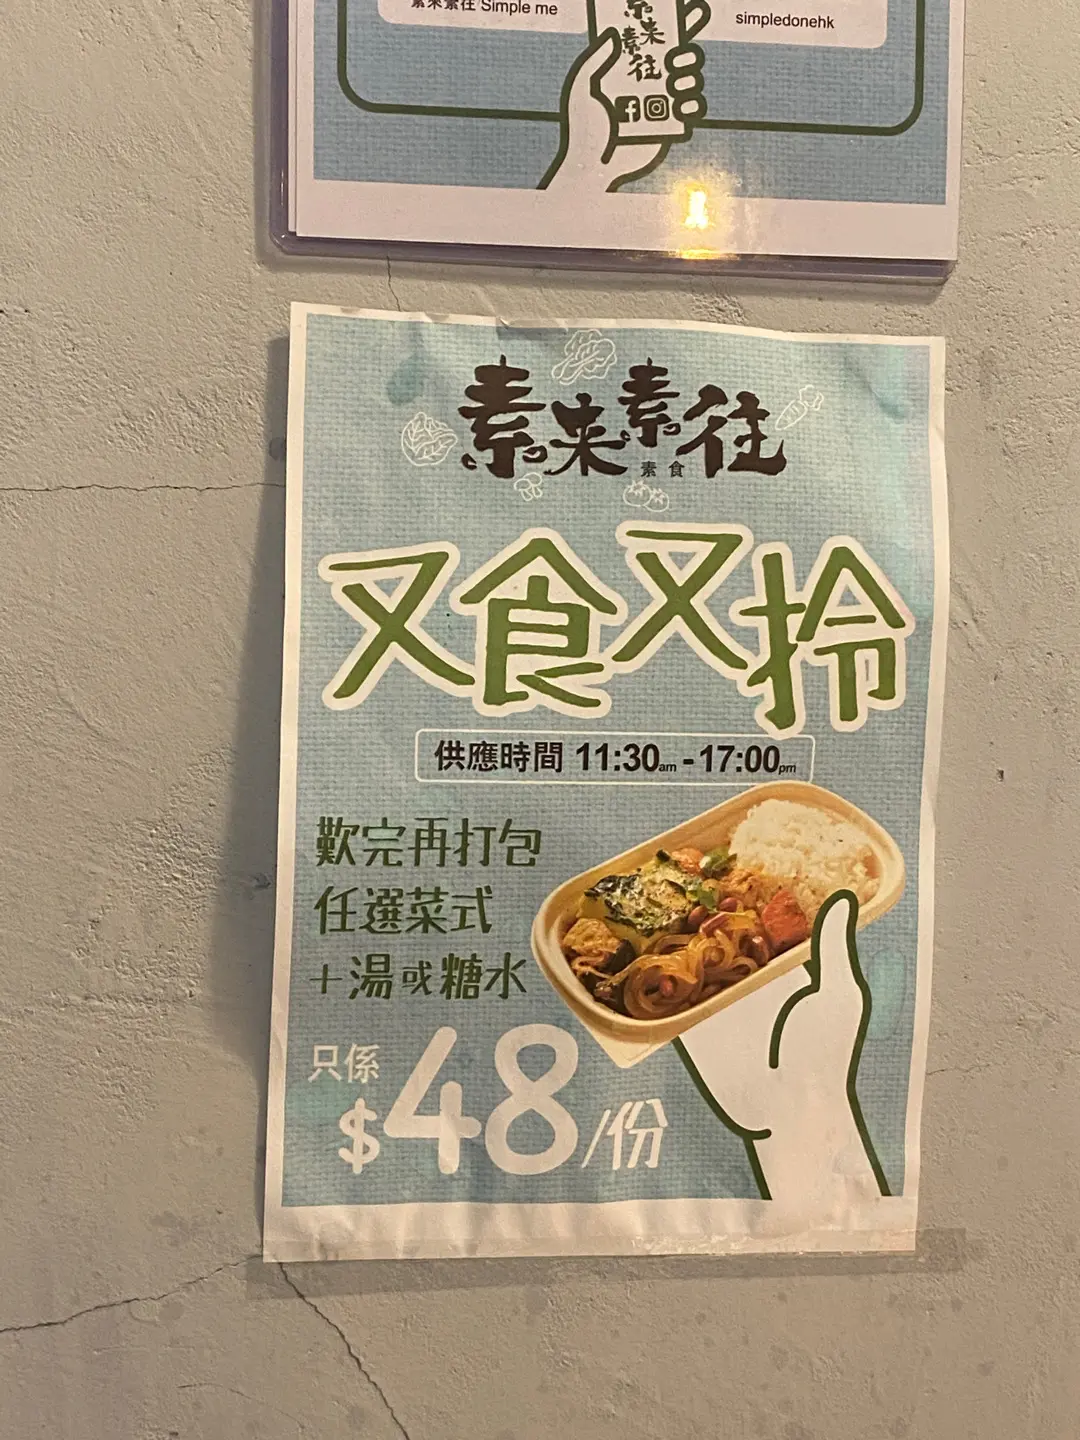 素來素往 Simple me
simpledonehk
素來
素往
素來素往
素食
又食又拎
供應時間 11:30am - 17:00pm
歎完再打包
任選菜式
+湯或糖水
只係
$48/份